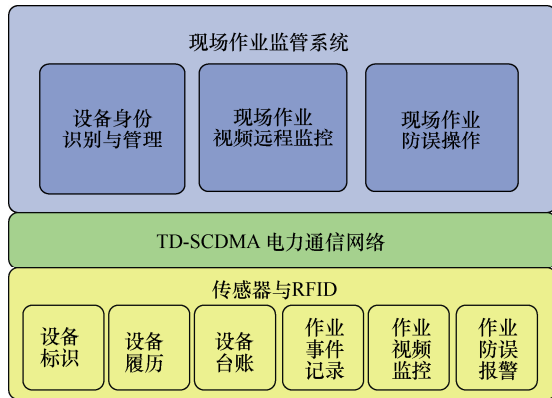 现场作业监管系统
设备身份
识别与管理
现场作业
视频远程监控
现场作业
防误操作
TD-SCDMA 电力通信网络
传感器与RFID
设备
标识
设备
履历
设备
台账
作业
事件
记录
作业
视频
监控
作业
防误
报警